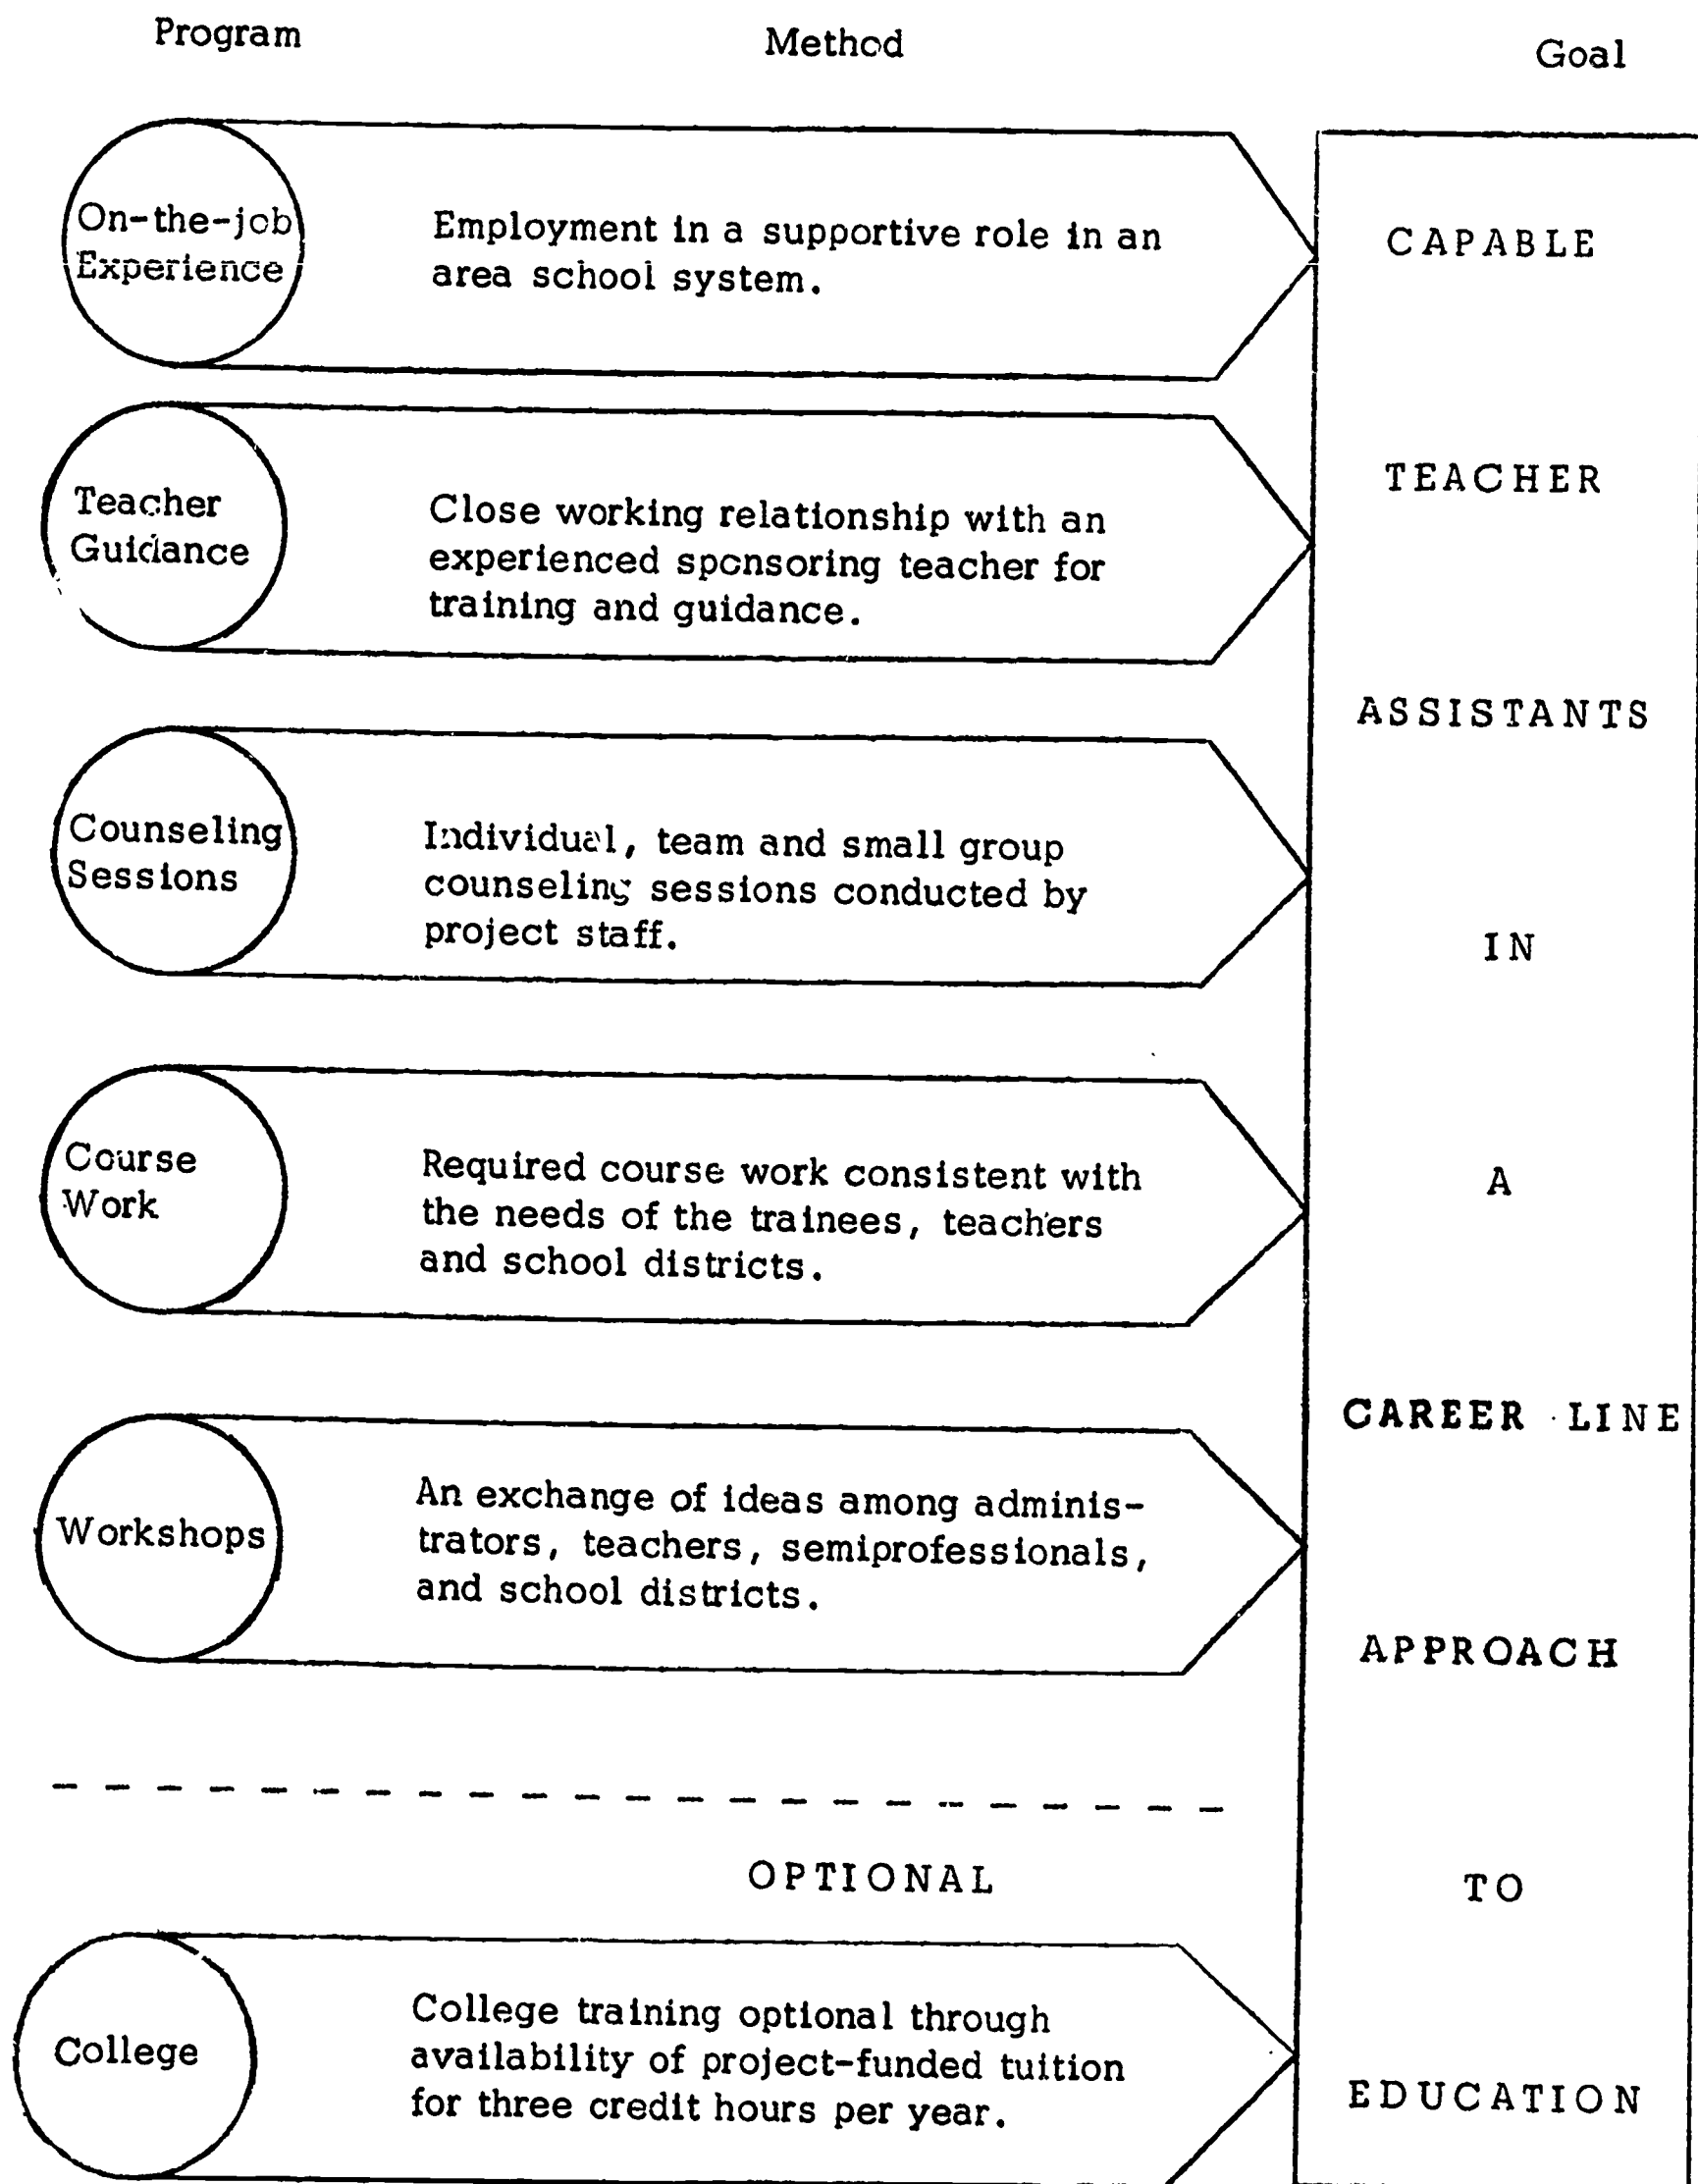 Program
Method
Goal
On-the-job
Experience
Employment in a supportive role in an
area school system.
Teacher
Guidance
Close working relationship with an
experienced sponsoring teacher for
training and guidance.
Counseling
Sessions
Individual, team and small group
counseling sessions conducted by
project staff.
Course
Work
Required course work consistent with
the needs of the trainees, teachers
and school districts.
Workshops
An exchange of ideas among adminis-
trators, teachers, semiprofessionals,
and school districts.
OPTIONAL
College
College training optional through
availability of project-funded tuition
for three credit hours per year.
CAPABLE
TEACHER
ASSISTANTS
IN
A
CAREER LINE
APPROACH
TO
EDUCATION